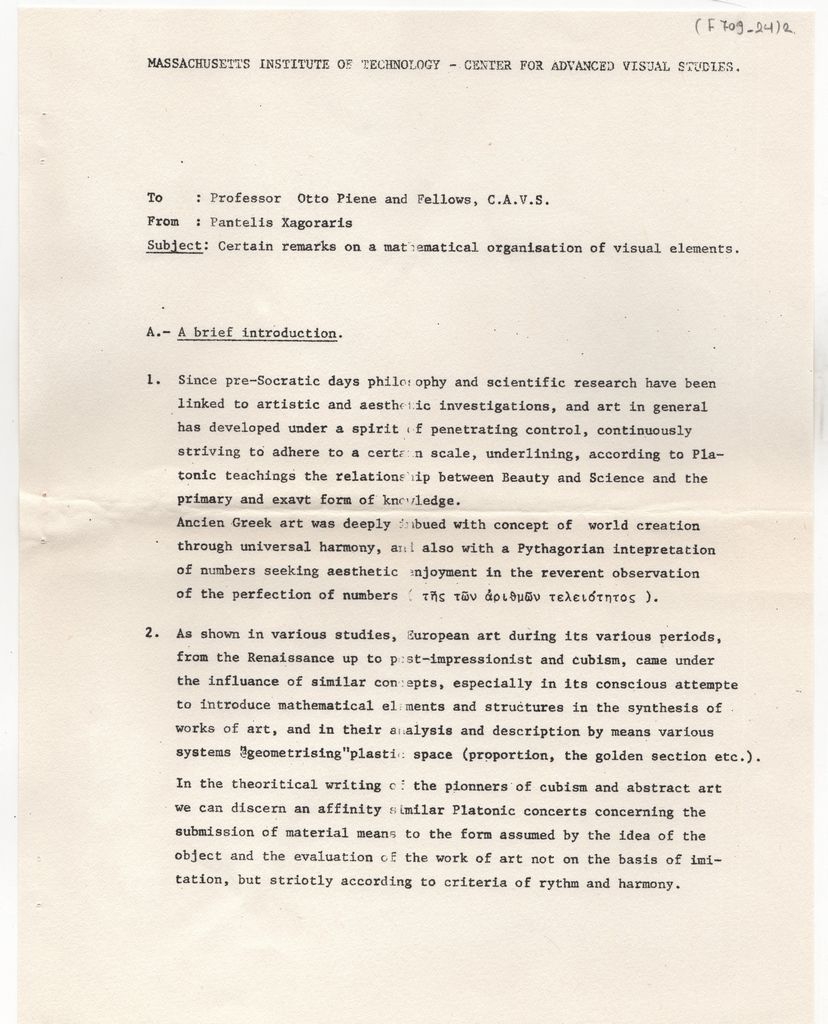 (F 709-24)2
MASSACHUSETTS INSTITUTE OF TECHNOLOGY - CENTER FOR ADVANCED VISUAL STUDIES.
To : Professor Otto Piene and Fellows, C.A.V.S.
From : Pantelis Xagoraris
Subject: Certain remarks on a mathematical organisation of visual elements.
A.- A brief introduction.
1. Since pre-Socratic days philosophy and scientific research have been
linked to artistic and aesthetic investigations, and art in general
has developed under a spirit of penetrating control, continuously
striving to adhere to a certain scale, underlining, according to Pla-
tonic teachings the relationship between Beauty and Science and the
primary and exavt form of knowledge.
Ancien Greek art was deeply imbued with concept of world creation
through universal harmony, and also with a Pythagorian intepretation
of numbers seeking aesthetic enjoyment in the reverent observation
of the perfection of numbers ( τῆς τῶν ἀριθμῶν τελειότητος ).
2. As shown in various studies, European art during its various periods,
from the Renaissance up to post-impressionist and cubism, came under
the influance of similar concepts, especially in its conscious attempte
to introduce mathematical elements and structures in the synthesis of
works of art, and in their analysis and description by means various
systems "geometrising"plastic space (proportion, the golden section etc.).
In the theoritical writing of the pionners of cubism and abstract art
we can discern an affinity similar Platonic concerts concerning the
submission of material means to the form assumed by the idea of the
object and the evaluation of the work of art not on the basis of imi-
tation, but striotly according to criteria of rythm and harmony.